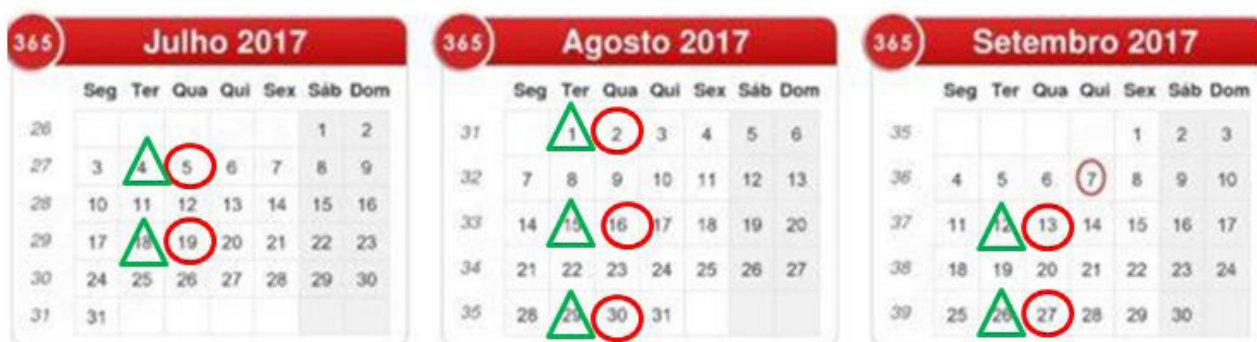 365 Julho 2017
Seg Ter Qua Qui Sex Sáb Dom
26 1 2
27 3 4 5 6 7 8 9
28 10 11 12 13 14 15 16
29 17 18 19 20 21 22 23
30 24 25 26 27 28 29 30
31 31
365 Agosto 2017
Seg Ter Qua Qui Sex Sáb Dom
31 1 2 3 4 5 6
32 7 8 9 10 11 12 13
33 14 15 16 17 18 19 20
34 21 22 23 24 25 26 27
35 28 29 30 31
365 Setembro 2017
Seg Ter Qua Qui Sex Sáb Dom
35 1 2 3
36 4 5 6 7 8 9 10
37 11 12 13 14 15 16 17
38 18 19 20 21 22 23 24
39 25 26 27 28 29 30